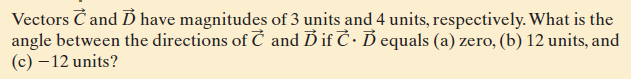 Vectors C⃗ and D⃗ have magnitudes of 3 units and 4 units, respectively. What is the
angle between the directions of C⃗ and D⃗ if C⃗ · D⃗ equals (a) zero, (b) 12 units, and
(c) −12 units?